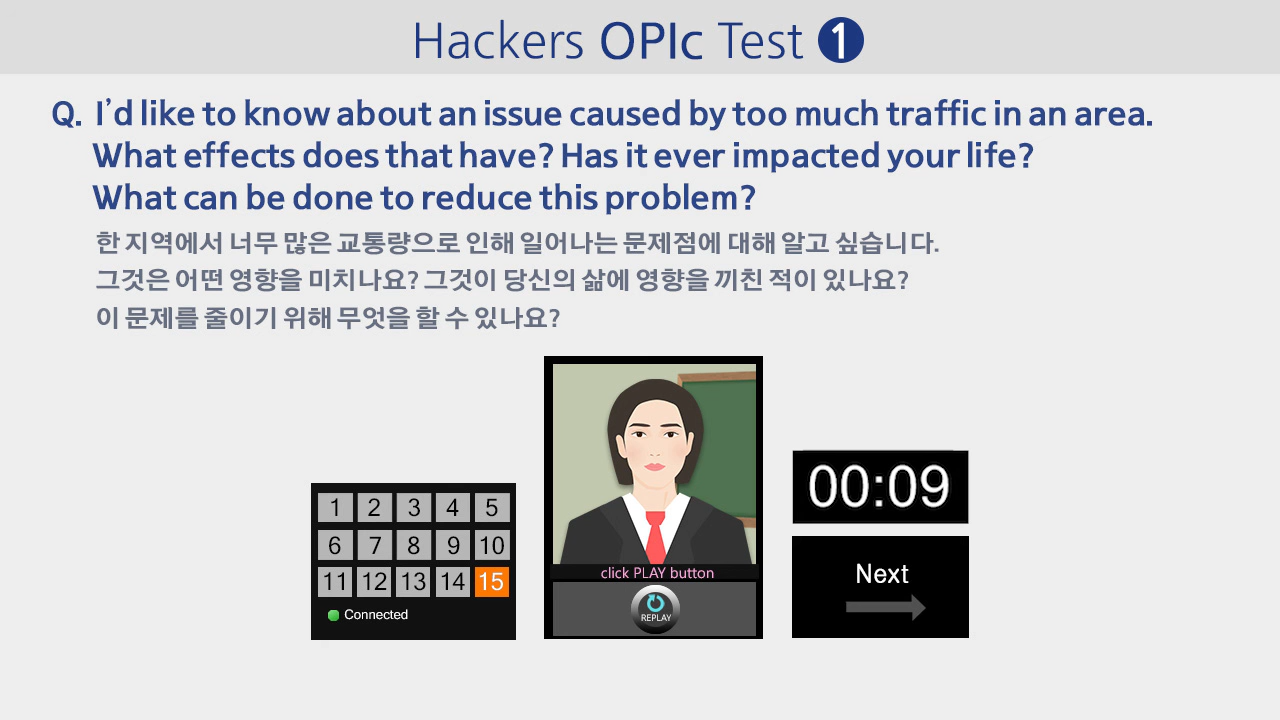 Hackers OPIc Test 1
Q. I'd like to know about an issue caused by too much traffic in an area.
What effects does that have? Has it ever impacted your life?
What can be done to reduce this problem?
한 지역에서 너무 많은 교통량으로 인해 일어나는 문제점에 대해 알고 싶습니다.
그것은 어떤 영향을 미치나요? 그것이 당신의 삶에 영향을 끼친 적이 있나요?
이 문제를 줄이기 위해 무엇을 할 수 있나요?
1 2 3 4 5
6 7 8 9 10
11 12 13 14 15
Connected
click PLAY button
REPLAY
00:09
Next